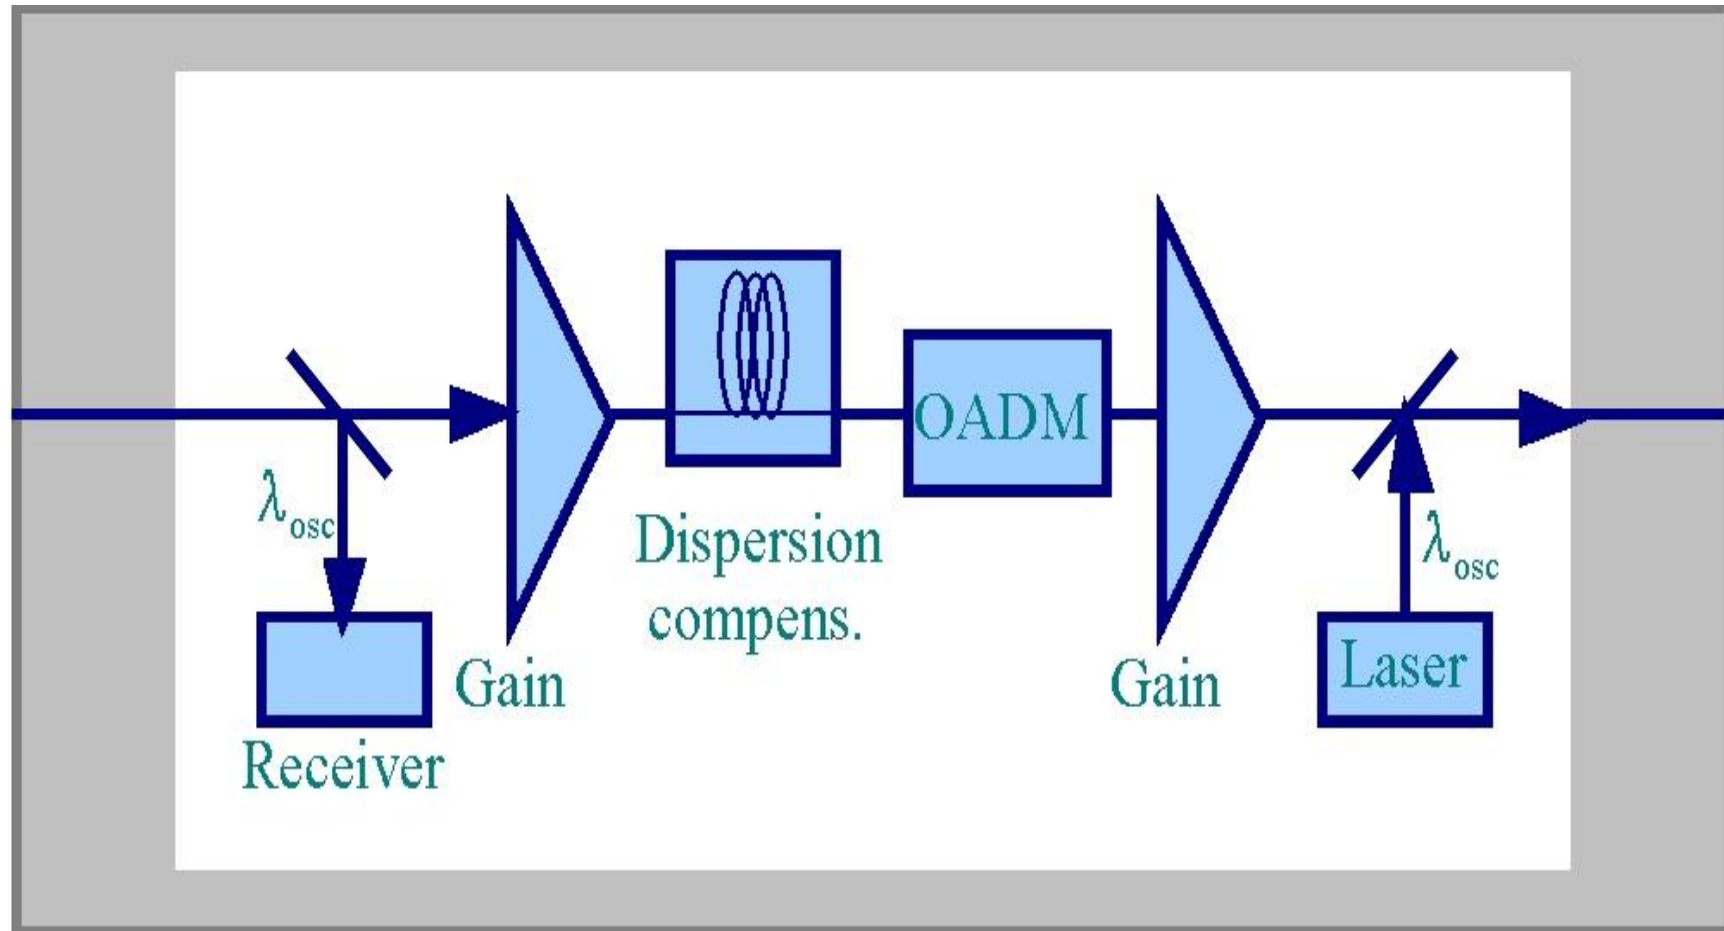 OADM
λosc
λosc
Dispersion
compens.
Gain
Gain
Laser
Receiver